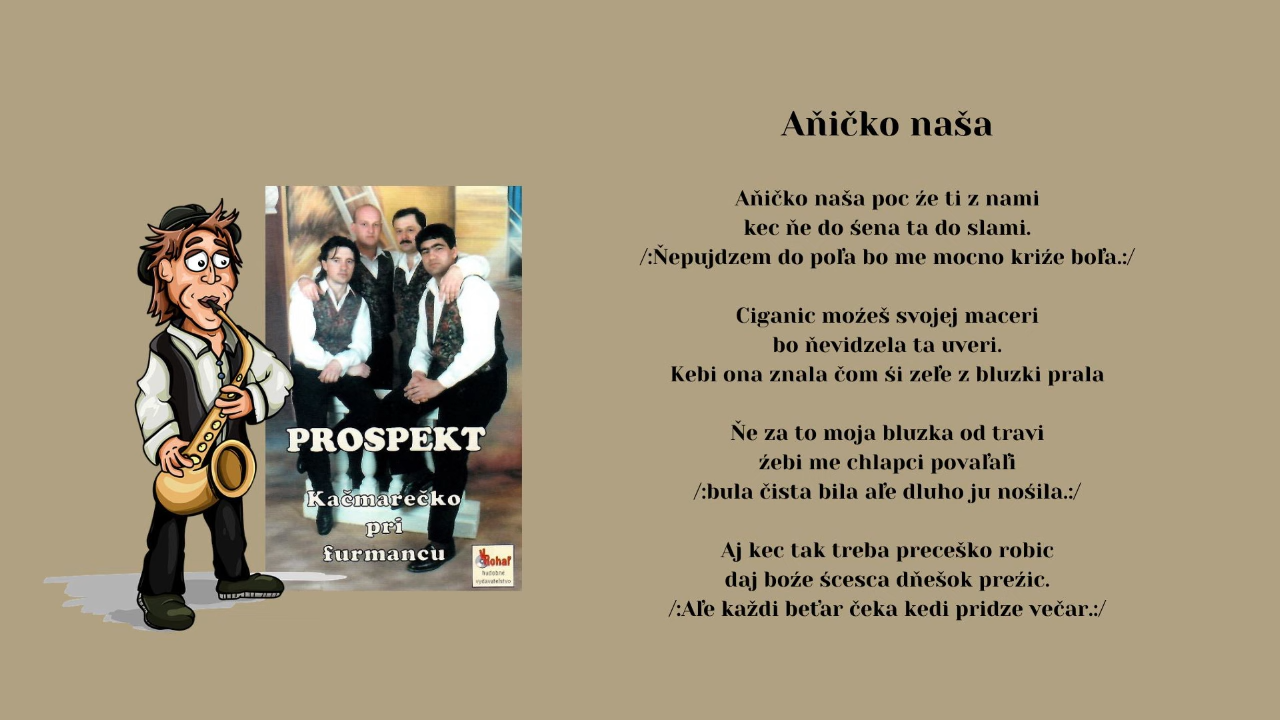 Aňičko naša
Aňičko naša poc źe ti z nami
kec ňe do śena ta do slami.
/:Ňepujdzem do poľa bo me mocno kriźe boľa.:/
Ciganic moźeš svojej maceri
bo ňevidzela ta uveri.
Kebi ona znala čom śi zeľe z bluzki prala
Ňe za to moja bluzka od travi
źebi me chlapci povaľaľi
/:bula čista bila aľe dluho ju nośila.:/
Aj kec tak treba preceško robic
daj boźe ścesca dňešok preźic.
/:Aľe každi beťar čeka kedi pridze večar.:/
PROSPEKT
Kačmarečko
pri
furmancu
Rohaľ
hudobné
vydavateľstvo